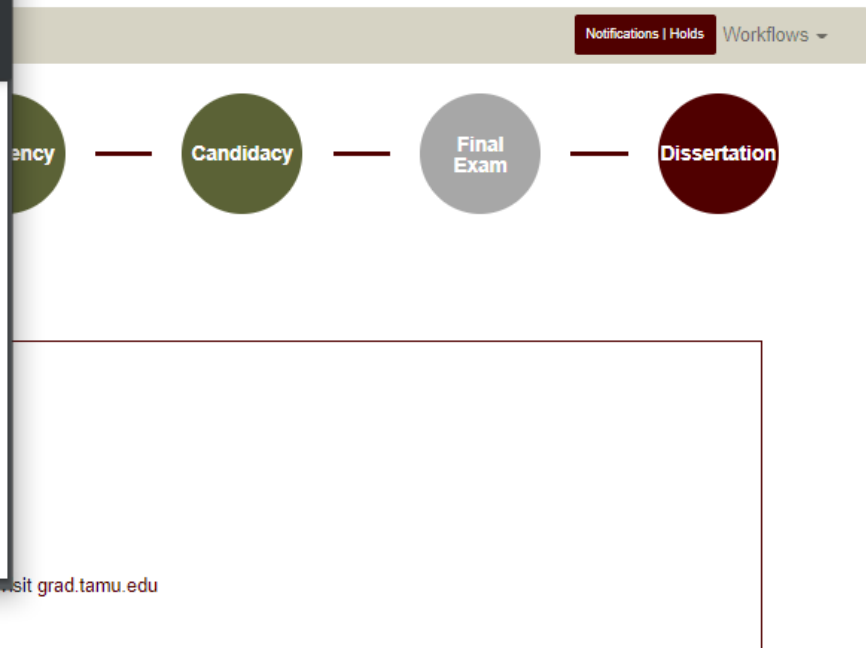 Notifications | Holds Workflows
ency
Candidacy
Final
Exam
Dissertation
sit grad.tamu.edu